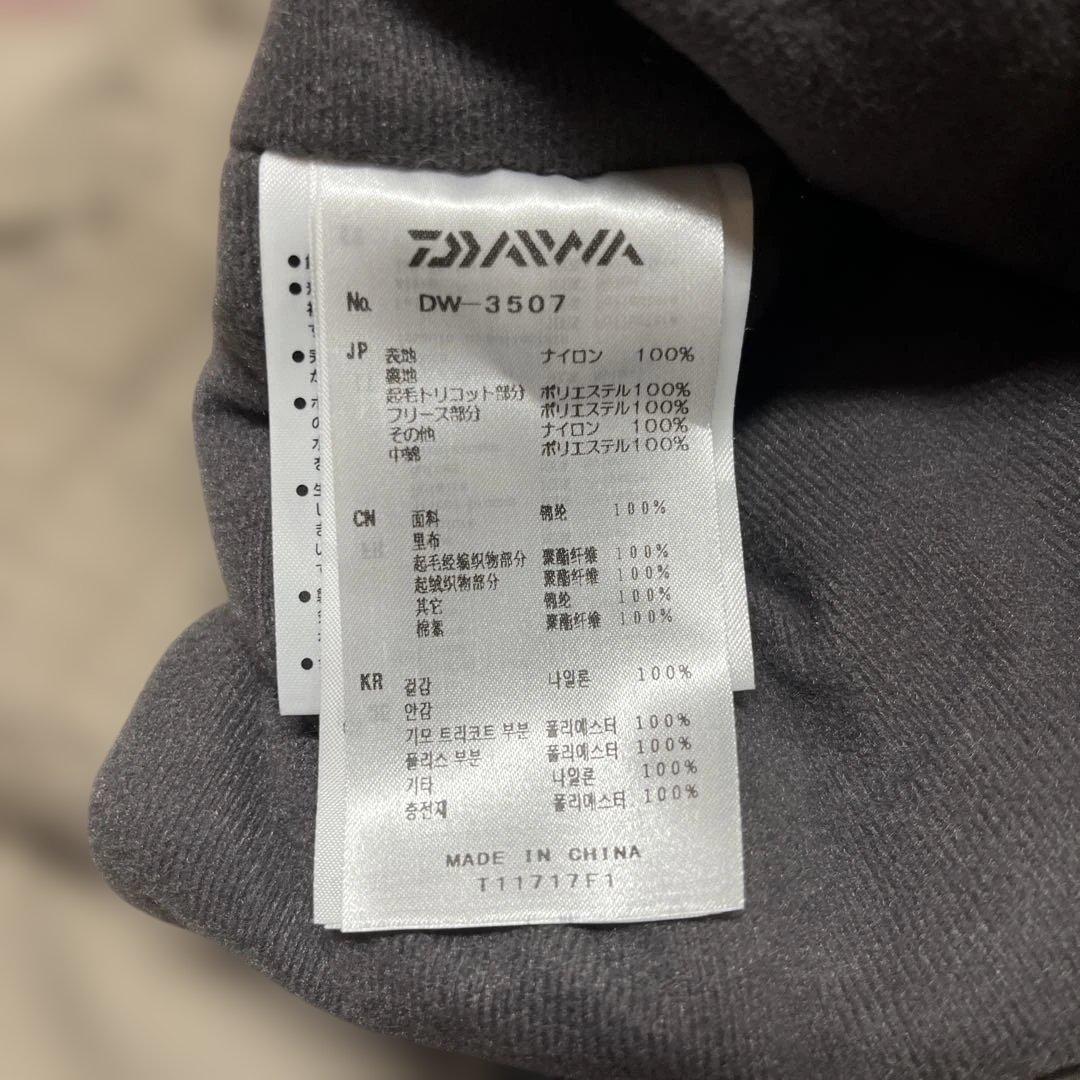 DAIWA
No. DW-3507
JP 表地 ナイロン 100%
裏地
起毛トリコット部分 ポリエステル100%
フリース部分 ポリエステル100%
その他 ナイロン 100%
中綿 ポリエステル100%
CN 面料 锦纶 100%
里布
起毛经编织物部分 聚酯纤维 100%
起绒织物部分 聚酯纤维 100%
其它 锦纶 100%
棉絮 聚酯纤维 100%
KR 겉감 나일론 100%
안감
기모 트리코트 부분 폴리에스터 100%
플리스 부분 폴리에스터 100%
기타 나일론 100%
충전재 폴리에스터 100%
MADE IN CHINA
T11717F1